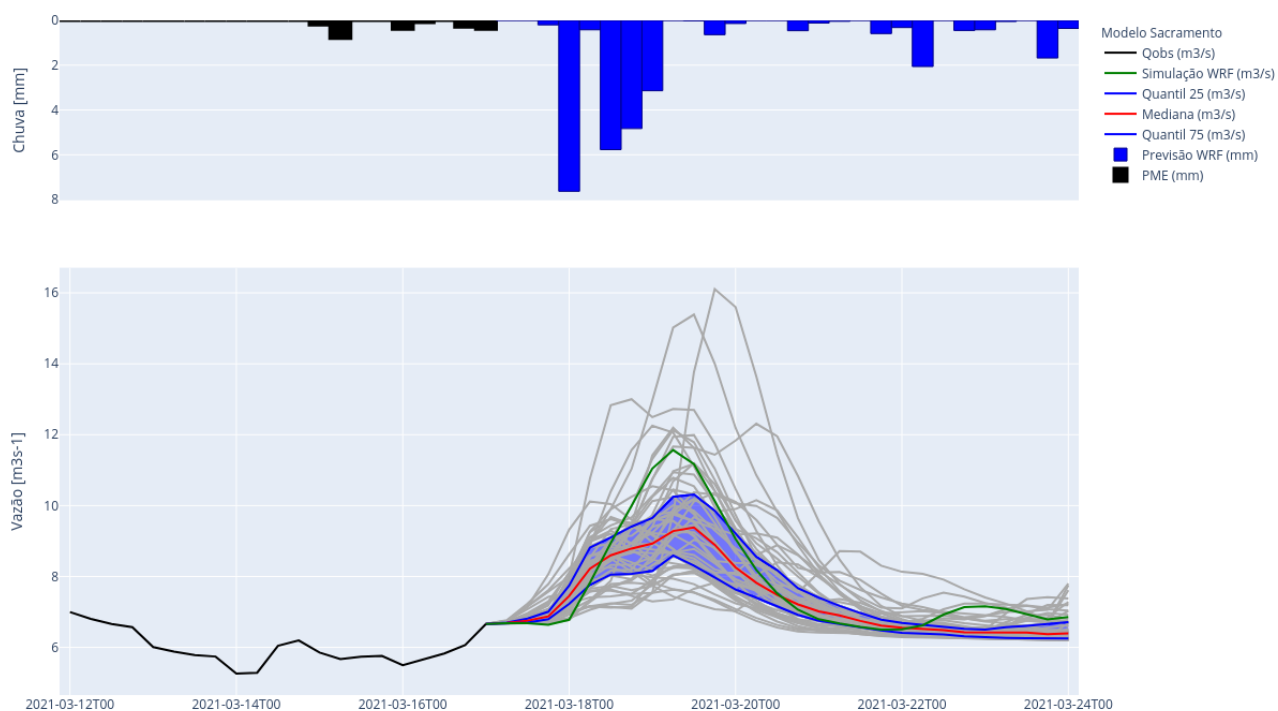 0
2
4
6
8
Chuva [mm]
Modelo Sacramento
Qobs (m3/s)
Simulação WRF (m3/s)
Quantil 25 (m3/s)
Mediana (m3/s)
Quantil 75 (m3/s)
Previsão WRF (mm)
PME (mm)
16
14
12
10
8
6
Vazão [m3s-1]
2021-03-12T00
2021-03-14T00
2021-03-16T00
2021-03-18T00
2021-03-20T00
2021-03-22T00
2021-03-24T00